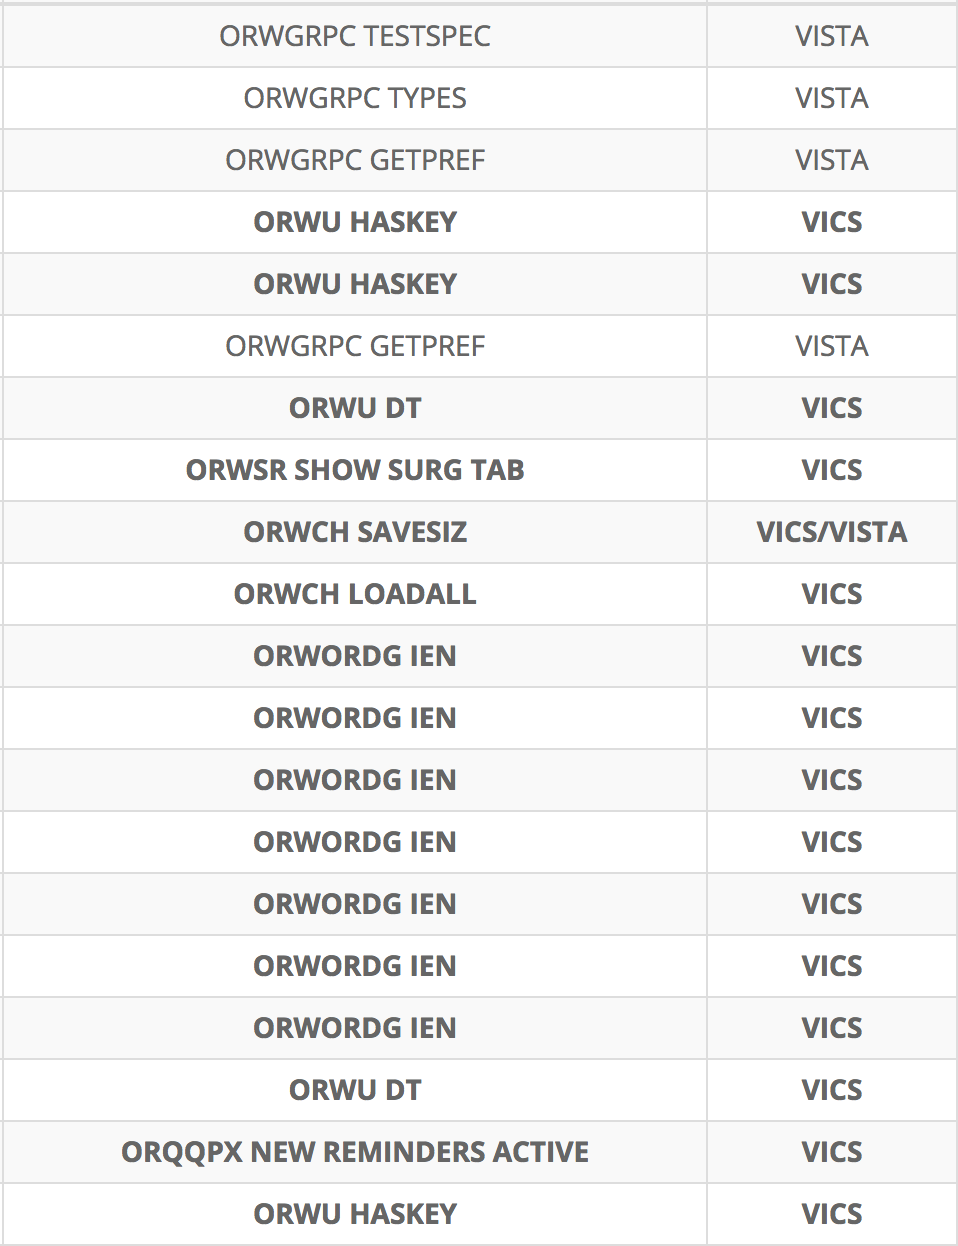 ORWGRPC TESTSPEC VISTA
ORWGRPC TYPES VISTA
ORWGRPC GETPREF VISTA
ORWU HASKEY VICS
ORWU HASKEY VICS
ORWGRPC GETPREF VISTA
ORWU DT VICS
ORWSR SHOW SURG TAB VICS
ORWCH SAVESIZ VICS/VISTA
ORWCH LOADALL VICS
ORWORDG IEN VICS
ORWORDG IEN VICS
ORWORDG IEN VICS
ORWORDG IEN VICS
ORWORDG IEN VICS
ORWORDG IEN VICS
ORWORDG IEN VICS
ORWU DT VICS
ORQQPX NEW REMINDERS ACTIVE VICS
ORWU HASKEY VICS